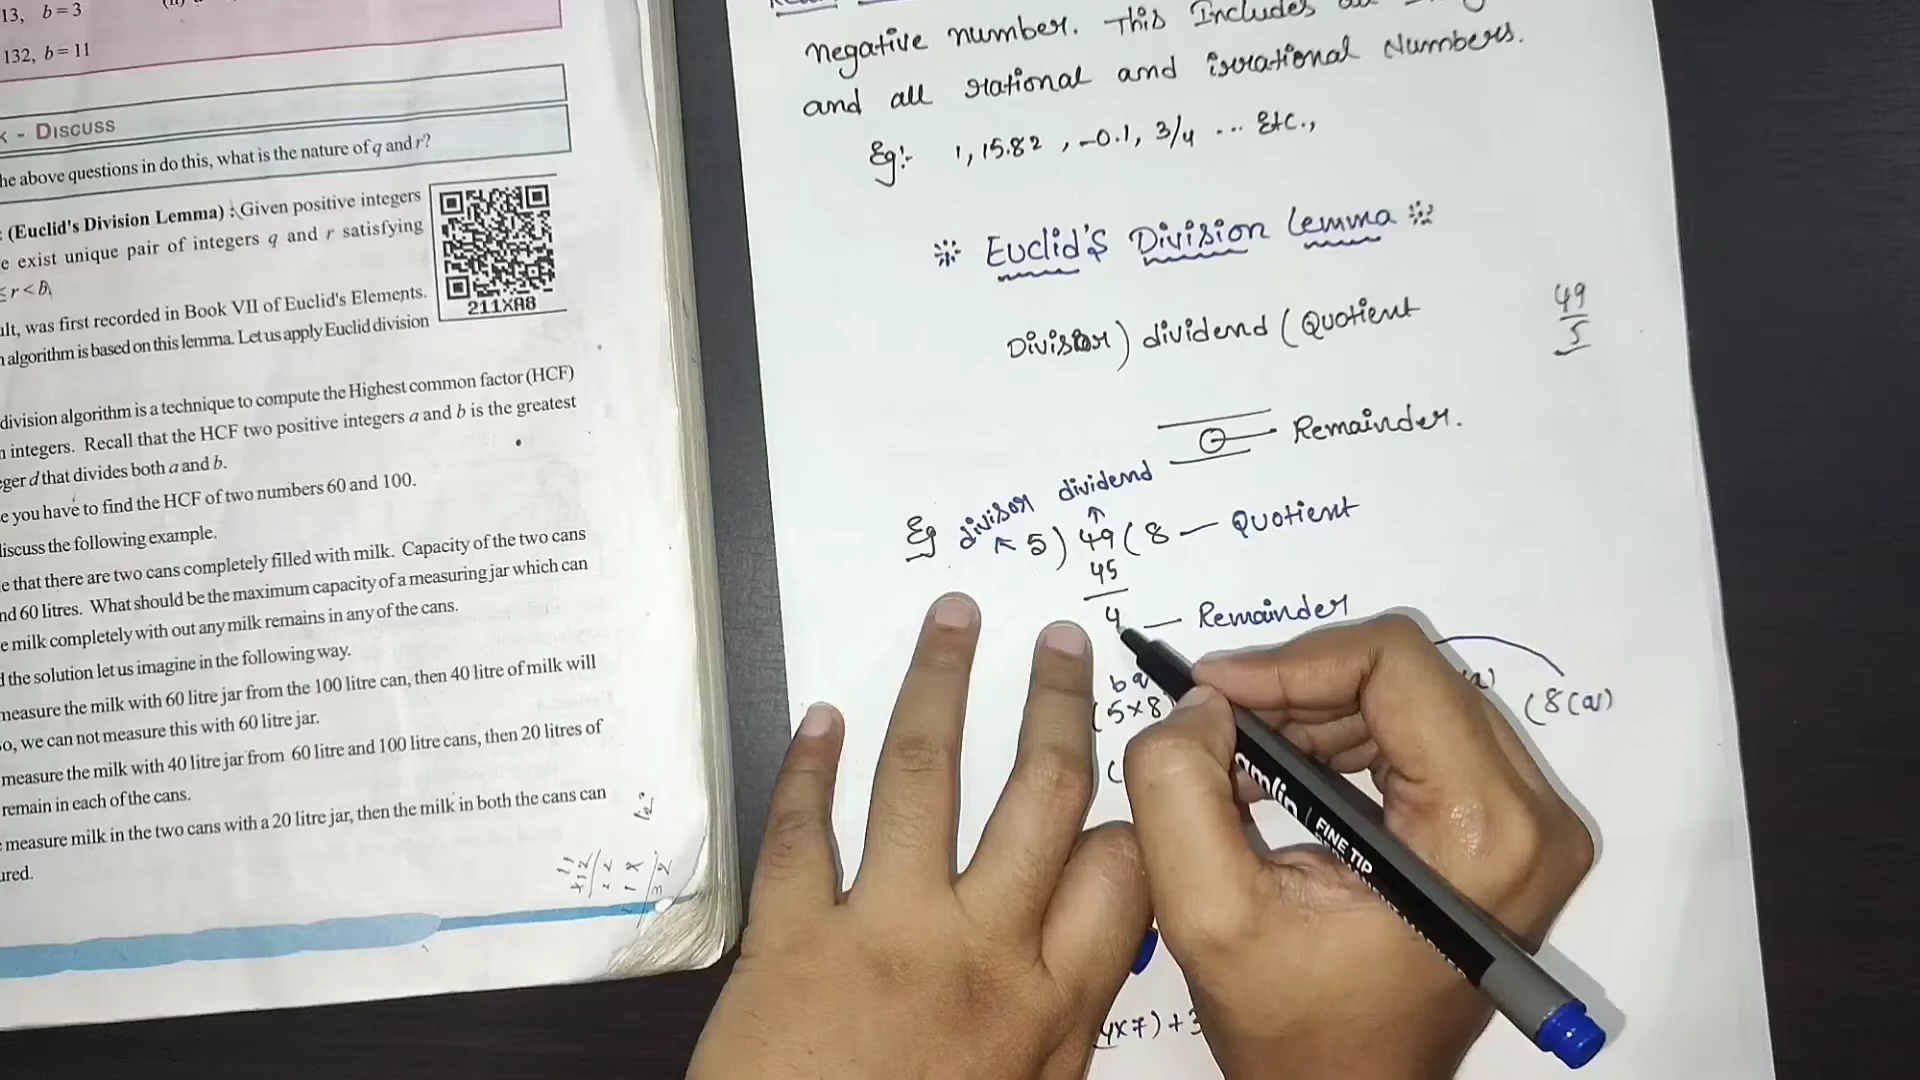 13, b = 3
132, b = 11
- DISCUSS
he above questions in do this, what is the nature of q and r?
(Euclid's Division Lemma) : Given positive integers
e exist unique pair of integers q and r satisfying
≤ r < b.
ult, was first recorded in Book VII of Euclid's Elements.
algorithm is based on this lemma. Let us apply Euclid division
211XA8
division algorithm is a technique to compute the Highest common factor (HCF)
n integers. Recall that the HCF two positive integers a and b is the greatest
ger d that divides both a and b.
e you have to find the HCF of two numbers 60 and 100.
discuss the following example.
e that there are two cans completely filled with milk. Capacity of the two cans
nd 60 litres. What should be the maximum capacity of a measuring jar which can
e milk completely with out any milk remains in any of the cans.
d the solution let us imagine in the following way.
measure the milk with 60 litre jar from the 100 litre can, then 40 litre of milk will
o, we can not measure this with 60 litre jar.
measure the milk with 40 litre jar from 60 litre and 100 litre cans, then 20 litres of
remain in each of the cans.
measure milk in the two cans with a 20 litre jar, then the milk in both the cans can
ured.
negative number. This Includes
and all rational and irrational Numbers.
Eg:- 1, 15.82, -0.1, 3/4 ... Etc.,
Euclid's Division Lemma
Divisor) dividend (Quotient
49
5
Remainder.
divisor dividend
Eg 5) 49 (8 — Quotient
45
4 — Remainder
b q
(5×8)
(8(a)
(
4×7) + 3
amlin FINE TIP